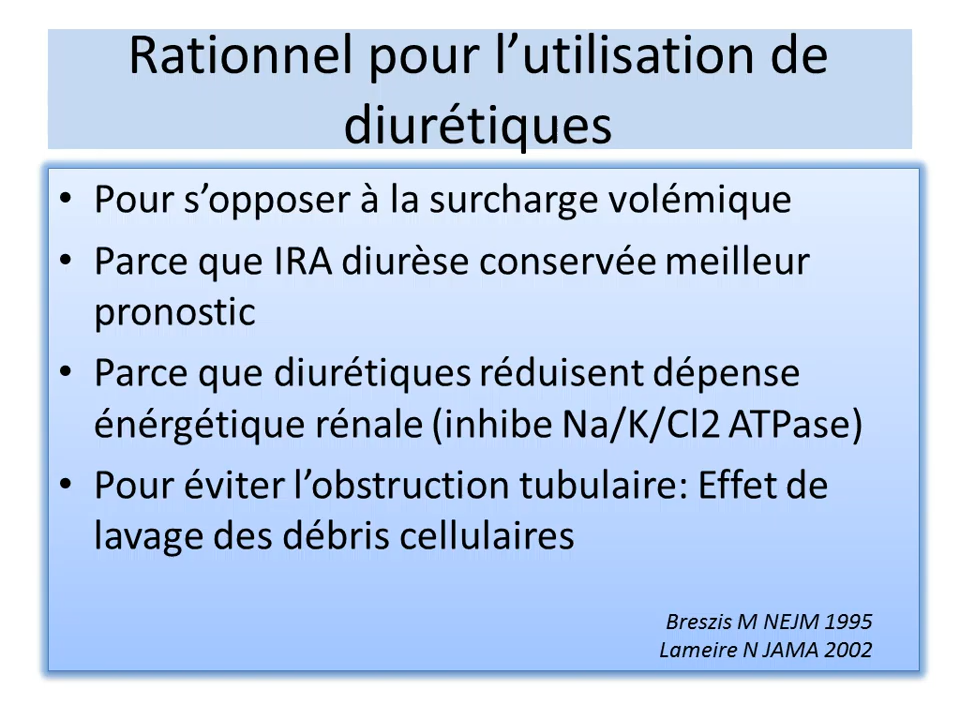 Rationnel pour l’utilisation de
diurétiques
• Pour s’opposer à la surcharge volémique
• Parce que IRA diurèse conservée meilleur
pronostic
• Parce que diurétiques réduisent dépense
énérgétique rénale (inhibe Na/K/Cl2 ATPase)
• Pour éviter l’obstruction tubulaire: Effet de
lavage des débris cellulaires
Breszis M NEJM 1995
Lameire N JAMA 2002